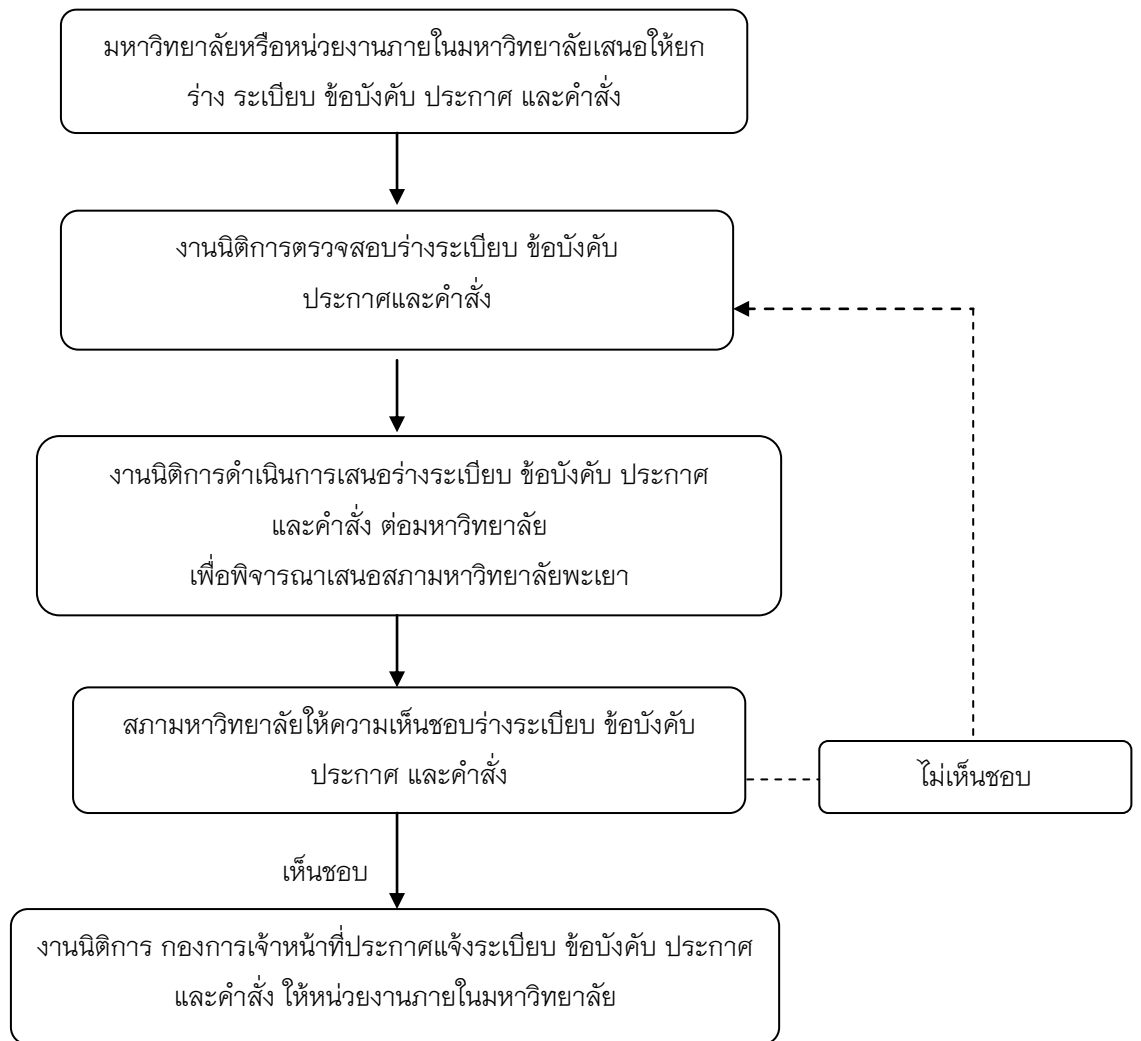 มหาวิทยาลัยหรือหน่วยงานภายในมหาวิทยาลัยเสนอให้ยก
ร่าง ระเบียบ ข้อบังคับ ประกาศ และคำสั่ง
งานนิติการตรวจสอบร่างระเบียบ ข้อบังคับ
ประกาศและคำสั่ง
งานนิติการดำเนินการเสนอร่างระเบียบ ข้อบังคับ ประกาศ
และคำสั่ง ต่อมหาวิทยาลัย
เพื่อพิจารณาเสนอสภามหาวิทยาลัยพะเยา
สภามหาวิทยาลัยให้ความเห็นชอบร่างระเบียบ ข้อบังคับ
ประกาศ และคำสั่ง
ไม่เห็นชอบ
เห็นชอบ
งานนิติการ กองการเจ้าหน้าที่ประกาศแจ้งระเบียบ ข้อบังคับ ประกาศ
และคำสั่ง ให้หน่วยงานภายในมหาวิทยาลัย